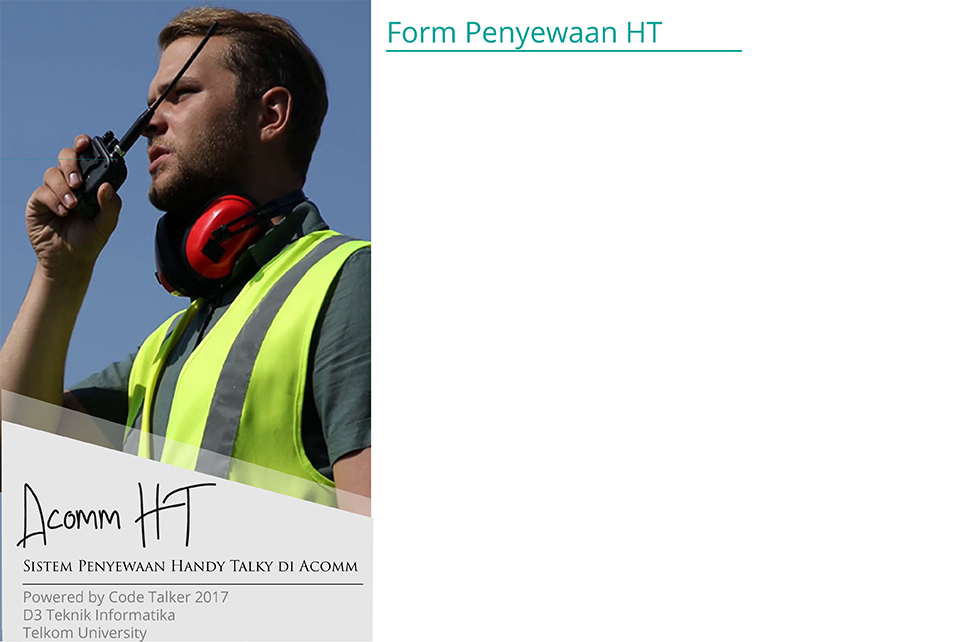 Form Penyewaan HT
Acomm HT
SISTEM PENYEWAAN HANDY TALKY DI ACOMM
Powered by Code Talker 2017
D3 Teknik Informatika
Telkom University